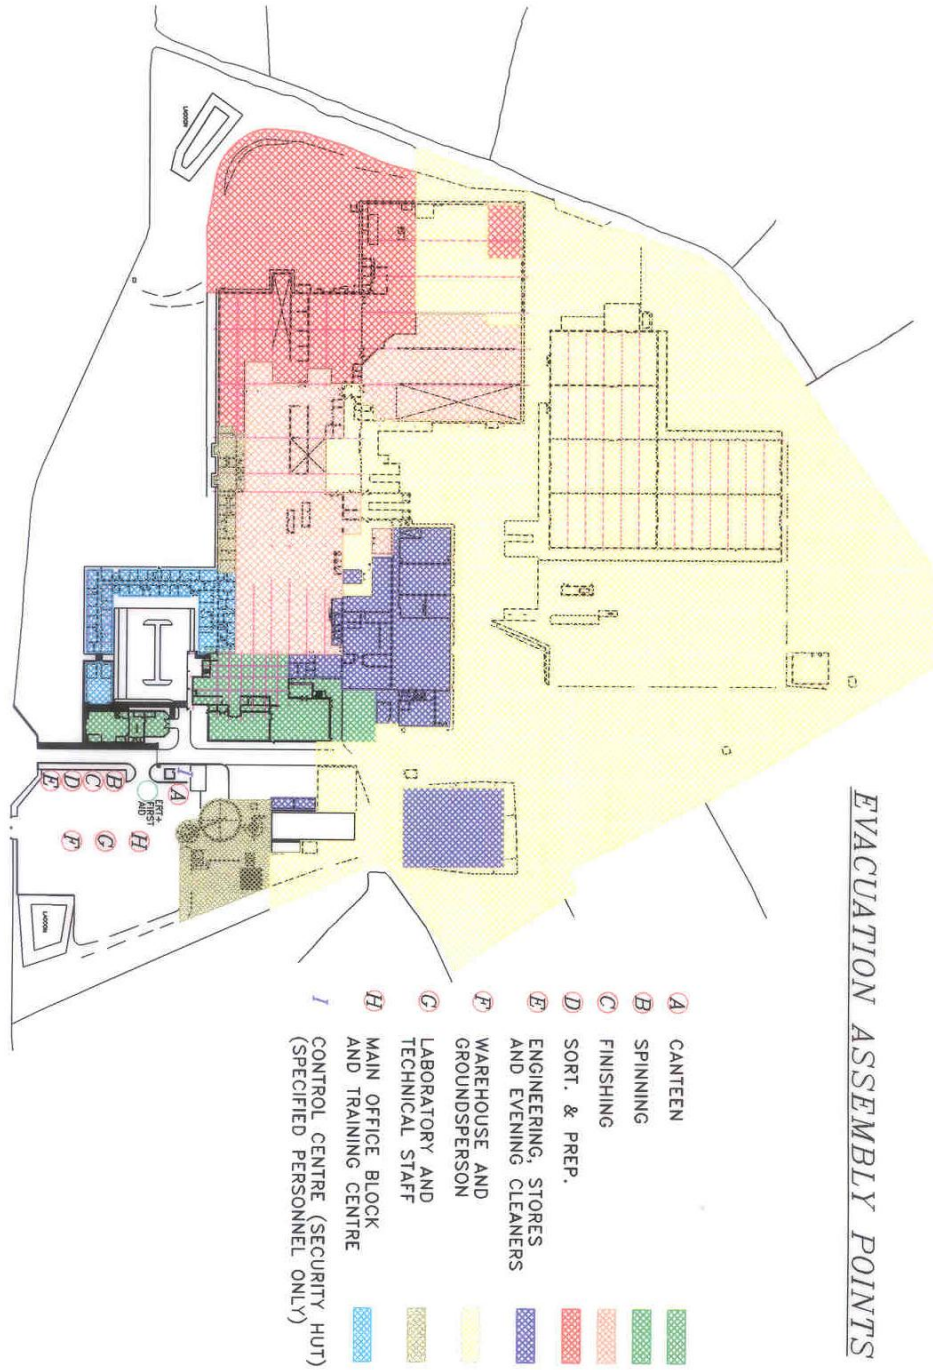 EVACUATION ASSEMBLY POINTS
A CANTEEN
B SPINNING
C FINISHING
D SORT. & PREP.
E ENGINEERING, STORES
AND EVENING CLEANERS
F WAREHOUSE AND
GROUNDSPERSON
G LABORATORY AND
TECHNICAL STAFF
H MAIN OFFICE BLOCK
AND TRAINING CENTRE
I CONTROL CENTRE (SECURITY HUT)
(SPECIFIED PERSONNEL ONLY)
LAGOON
I
A
ERT+
FIRST
AID
B
C
D
E
H
G
F
LAGOON